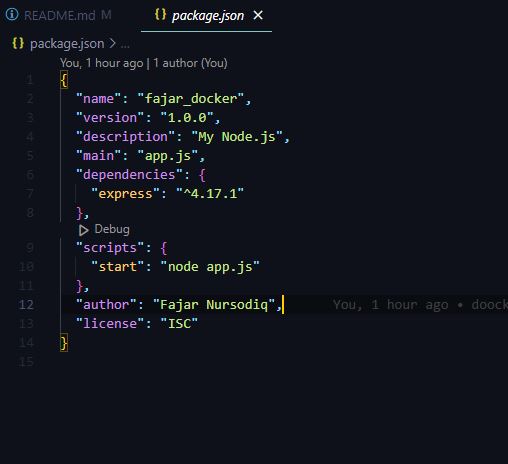 README.md M
{} package.json ×
{} package.json > ...
You, 1 hour ago | 1 author (You)
1 {
2 "name": "fajar_docker",
3 "version": "1.0.0",
4 "description": "My Node.js",
5 "main": "app.js",
6 "dependencies": {
7 "express": "^4.17.1"
8 },
Debug
9 "scripts": {
10 "start": "node app.js"
11 },
12 "author": "Fajar Nursodiq", You, 1 hour ago • doock
13 "license": "ISC"
14 }
15